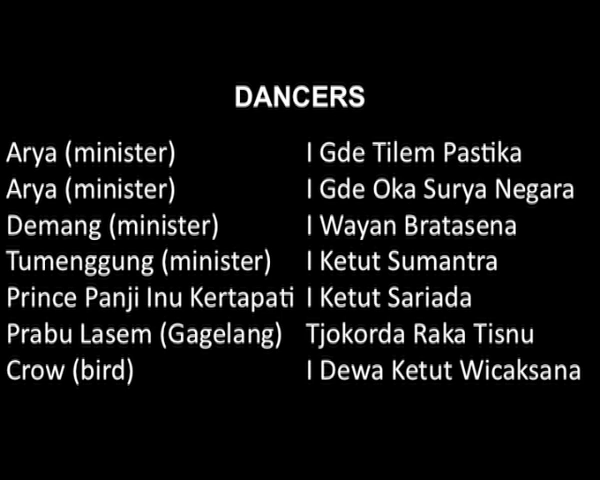 DANCERS
Arya (minister) I Gde Tilem Pastika
Arya (minister) I Gde Oka Surya Negara
Demang (minister) I Wayan Bratasena
Tumenggung (minister) I Ketut Sumantra
Prince Panji Inu Kertapati I Ketut Sariada
Prabu Lasem (Gagelang) Tjokorda Raka Tisnu
Crow (bird) I Dewa Ketut Wicaksana